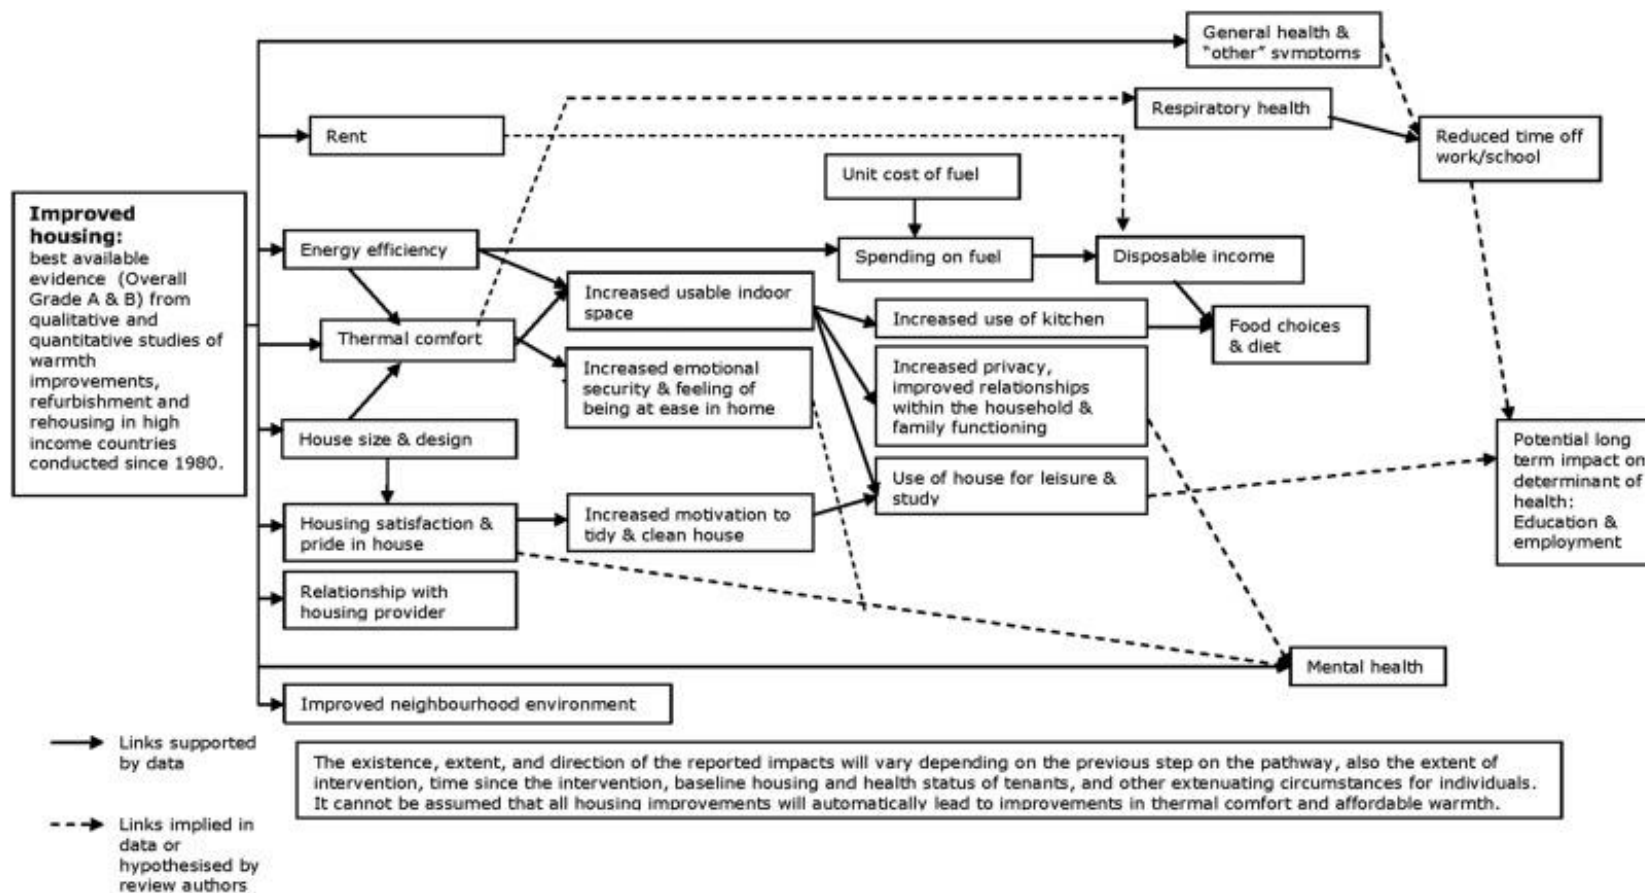 General health &
"other" symptoms
Respiratory health
Rent
Reduced time off
work/school
Unit cost of fuel
Improved
housing:
best available
evidence (Overall
Grade A & B) from
qualitative and
quantitative studies of
warmth
improvements,
refurbishment and
rehousing in high
income countries
conducted since 1980.
Energy efficiency
Spending on fuel
Disposable income
Increased usable indoor
space
Increased use of kitchen
Food choices
& diet
Thermal comfort
Increased emotional
security & feeling of
being at ease in home
Increased privacy,
improved relationships
within the household &
family functioning
House size & design
Potential long
term impact on
determinant of
health:
Education &
employment
Use of house for leisure &
study
Housing satisfaction &
pride in house
Increased motivation to
tidy & clean house
Relationship with
housing provider
Mental health
Improved neighbourhood environment
Links supported
by data
The existence, extent, and direction of the reported impacts will vary depending on the previous step on the pathway, also the extent of
intervention, time since the intervention, baseline housing and health status of tenants, and other extenuating circumstances for individuals.
It cannot be assumed that all housing improvements will automatically lead to improvements in thermal comfort and affordable warmth.
Links implied in
data or
hypothesised by
review authors